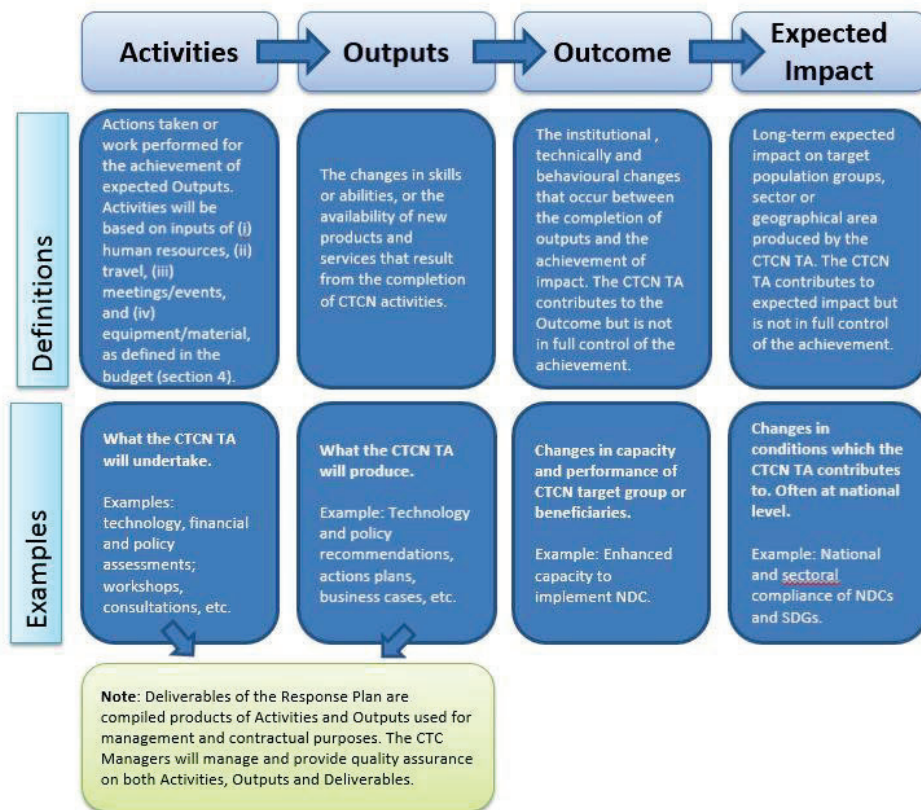 Activities
Outputs
Outcome
Expected
Impact
Definitions
Actions taken or
work performed for
the achievement of
expected Outputs.
Activities will be
based on inputs of (i)
human resources, (ii)
travel, (iii)
meetings/events,
and (iv)
equipment/material,
as defined in the
budget (section 4).
The changes in skills
or abilities, or the
availability of new
products and
services that result
from the completion
of CTCN activities.
The institutional ,
technically and
behavioural changes
that occur between
the completion of
outputs and the
achievement of
impact. The CTCN TA
contributes to the
Outcome but is not
in full control of the
achievement.
Long-term expected
impact on target
population groups,
sector or
geographical area
produced by the
CTCN TA. The CTCN
TA contributes to
expected impact but
is not in full control
of the achievement.
Examples
What the CTCN TA
will undertake.
Examples:
technology, financial
and policy
assessments;
workshops,
consultations, etc.
What the CTCN TA
will produce.
Example: Technology
and policy
recommendations,
actions plans,
business cases, etc.
Changes in capacity
and performance of
CTCN target group or
beneficiaries.
Example: Enhanced
capacity to
implement NDC.
Changes in
conditions which the
CTCN TA contributes
to. Often at national
level.
Example: National
and sectoral
compliance of NDCs
and SDGs.
Note: Deliverables of the Response Plan are
compiled products of Activities and Outputs used for
management and contractual purposes. The CTC
Managers will manage and provide quality assurance
on both Activities, Outputs and Deliverables.